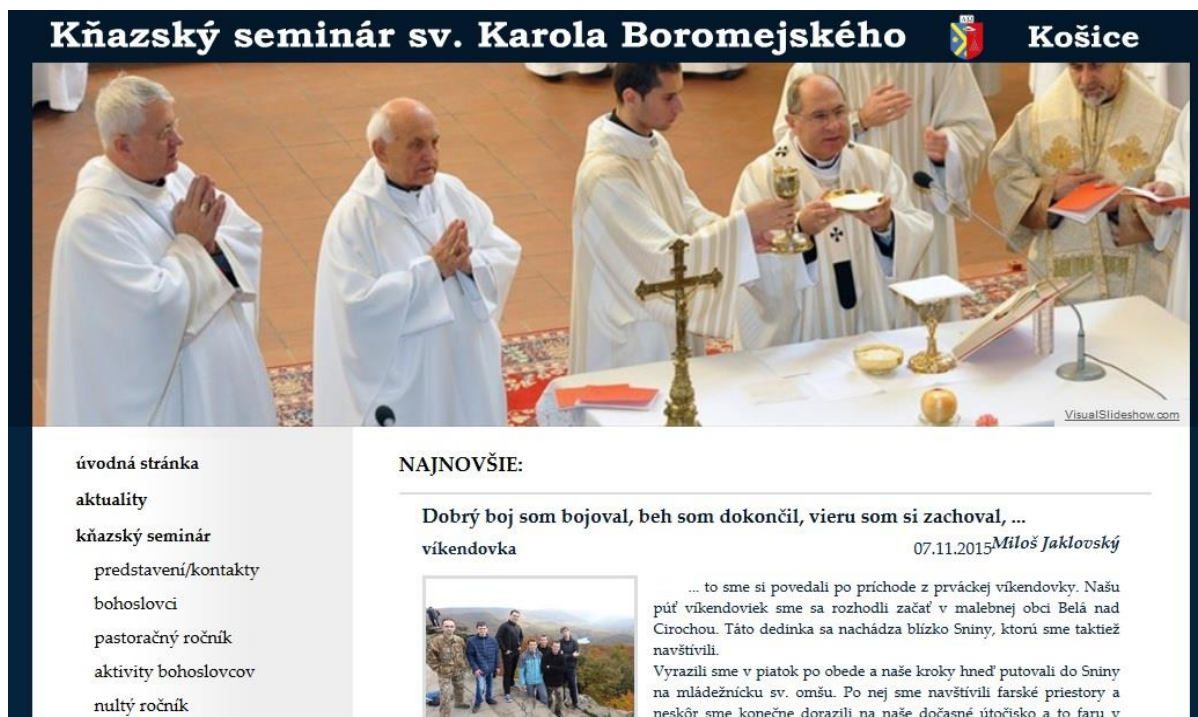 Kňazský seminár sv. Karola Boromejského Košice
VisualSlideshow.com
úvodná stránka
aktuality
kňazský seminár
predstavení/kontakty
bohoslovci
pastoračný ročník
aktivity bohoslovcov
nultý ročník
NAJNOVŠIE:
Dobrý boj som bojoval, beh som dokončil, vieru som si zachoval, ...
víkendovka
07.11.2015 Miloš Jaklovský
... to sme si povedali po príchode z prváckej víkendovky. Našu
púť víkendoviek sme sa rozhodli začať v malebnej obci Belá nad
Cirochou. Táto dedinka sa nachádza blízko Sniny, ktorú sme taktiež
navštívili.
Vyrazili sme v piatok po obede a naše kroky hneď putovali do Sniny
na mládežnícku sv. omšu. Po nej sme navštívili farské priestory a
neskôr sme konečne dorazili na naše dočasné útočisko a to faru v